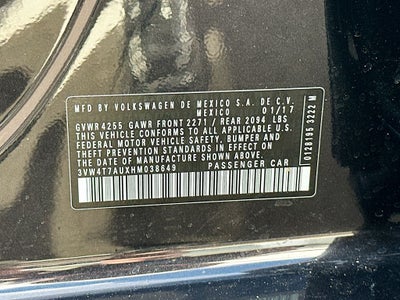 MFD BY VOLKSWAGEN DE MEXICO S.A. DE C.V.
MEXICO 01/17
GVWR 4255 GAWR FRONT 2271 / REAR 2094 LBS
THIS VEHICLE CONFORMS TO ALL APPLICABLE U.S.
FEDERAL MOTOR VEHICLE SAFETY, BUMPER AND
THEFT PREVENTION STANDARDS IN EFFECT ON
THE DATE OF MANUFACTURE SHOWN ABOVE.
3VW4T7AUXHM038649 PASSENGER CAR
0128195 3222 M